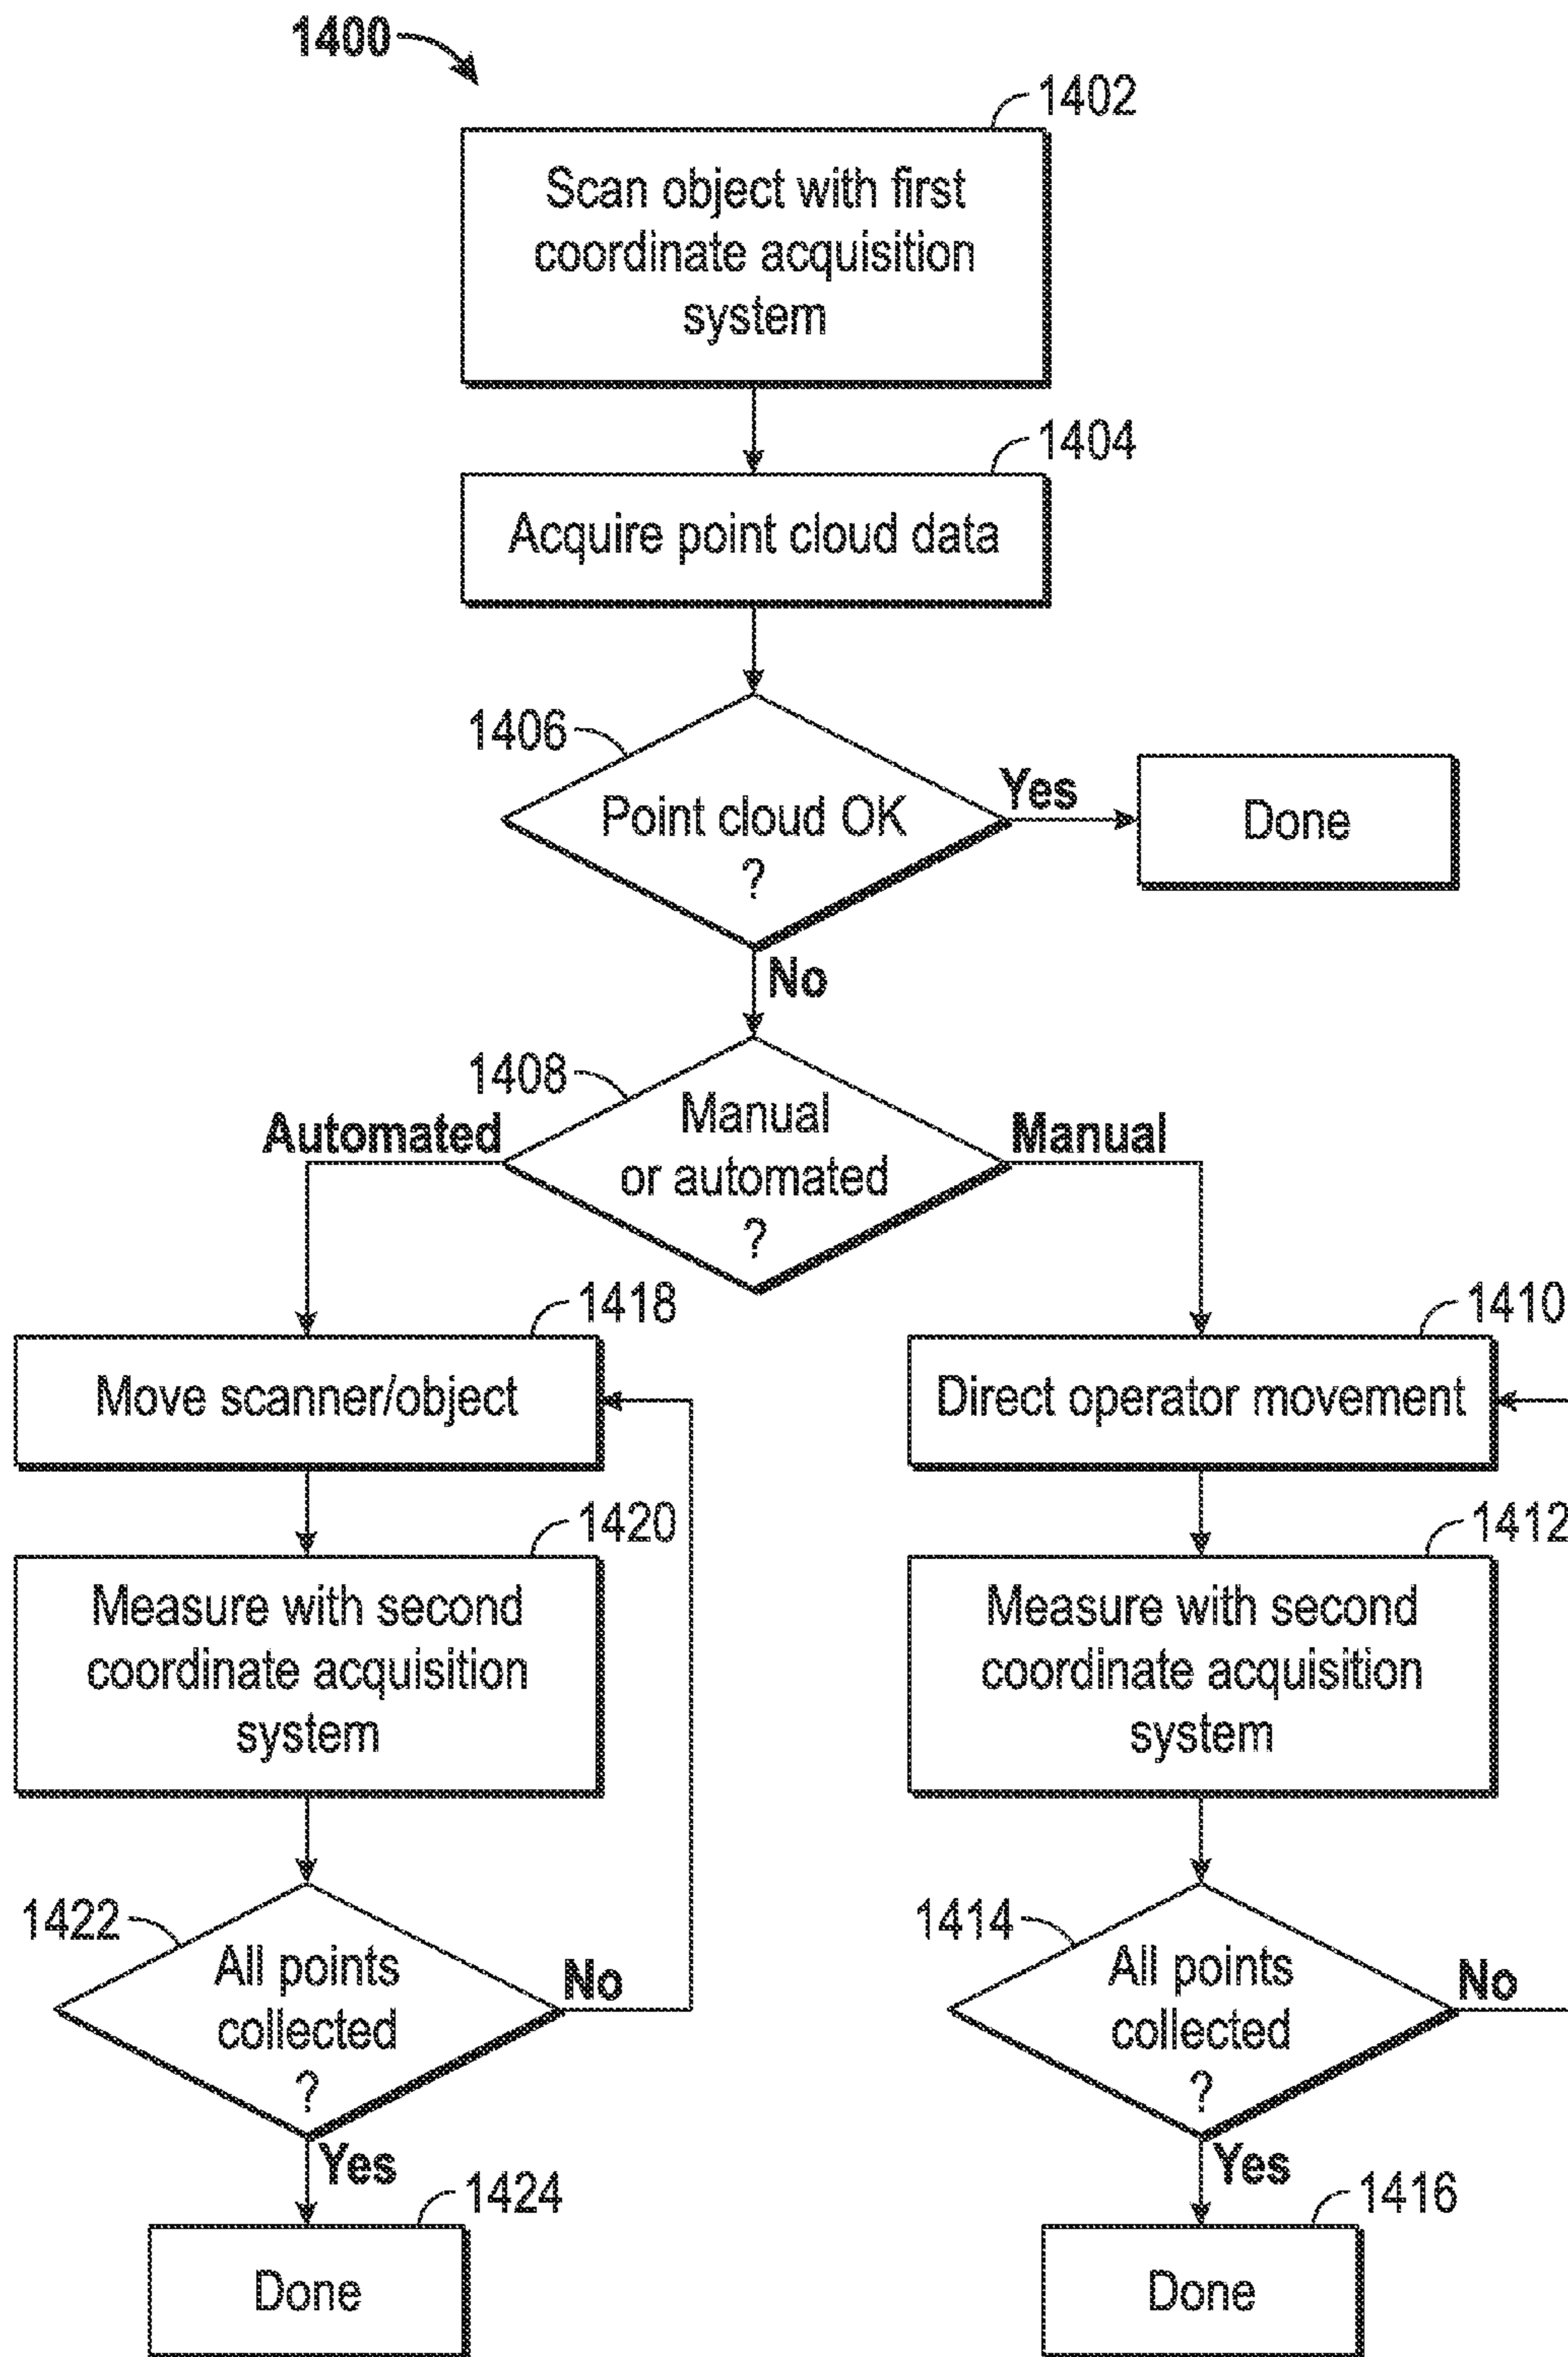 1400
1402
Scan object with first
coordinate acquisition
system
1404
Acquire point cloud data
1406
Point cloud OK
?
Yes
Done
No
1408
Manual
or automated
?
Automated
Manual
1418
Move scanner/object
1410
Direct operator movement
1420
Measure with second
coordinate acquisition
system
1412
Measure with second
coordinate acquisition
system
1422
All points
collected
?
No
1414
All points
collected
?
No
Yes
1424
Done
Yes
1416
Done